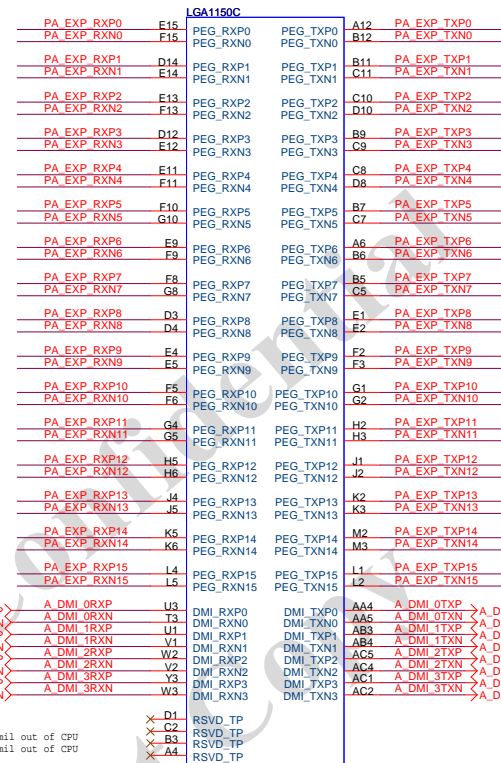 LGA1150C
PA_EXP_RXP0 E15 PEG_RXP0 PEG_TXP0 A12 PA_EXP_TXP0
PA_EXP_RXN0 F15 PEG_RXN0 PEG_TXN0 B12 PA_EXP_TXN0
PA_EXP_RXP1 D14 PEG_RXP1 PEG_TXP1 B11 PA_EXP_TXP1
PA_EXP_RXN1 E14 PEG_RXN1 PEG_TXN1 C11 PA_EXP_TXN1
PA_EXP_RXP2 E13 PEG_RXP2 PEG_TXP2 C10 PA_EXP_TXP2
PA_EXP_RXN2 F13 PEG_RXN2 PEG_TXN2 D10 PA_EXP_TXN2
PA_EXP_RXP3 D12 PEG_RXP3 PEG_TXP3 B9 PA_EXP_TXP3
PA_EXP_RXN3 E12 PEG_RXN3 PEG_TXN3 C9 PA_EXP_TXN3
PA_EXP_RXP4 E11 PEG_RXP4 PEG_TXP4 C8 PA_EXP_TXP4
PA_EXP_RXN4 F11 PEG_RXN4 PEG_TXN4 D8 PA_EXP_TXN4
PA_EXP_RXP5 F10 PEG_RXP5 PEG_TXP5 B7 PA_EXP_TXP5
PA_EXP_RXN5 G10 PEG_RXN5 PEG_TXN5 C7 PA_EXP_TXN5
PA_EXP_RXP6 E9 PEG_RXP6 PEG_TXP6 A6 PA_EXP_TXP6
PA_EXP_RXN6 F9 PEG_RXN6 PEG_TXN6 B6 PA_EXP_TXN6
PA_EXP_RXP7 F8 PEG_RXP7 PEG_TXP7 B5 PA_EXP_TXP7
PA_EXP_RXN7 G8 PEG_RXN7 PEG_TXN7 C5 PA_EXP_TXN7
PA_EXP_RXP8 D3 PEG_RXP8 PEG_TXP8 E1 PA_EXP_TXP8
PA_EXP_RXN8 D4 PEG_RXN8 PEG_TXN8 E2 PA_EXP_TXN8
PA_EXP_RXP9 E4 PEG_RXP9 PEG_TXP9 F2 PA_EXP_TXP9
PA_EXP_RXN9 E5 PEG_RXN9 PEG_TXN9 F3 PA_EXP_TXN9
PA_EXP_RXP10 F5 PEG_RXP10 PEG_TXP10 G1 PA_EXP_TXP10
PA_EXP_RXN10 F6 PEG_RXN10 PEG_TXN10 G2 PA_EXP_TXN10
PA_EXP_RXP11 G4 PEG_RXP11 PEG_TXP11 H2 PA_EXP_TXP11
PA_EXP_RXN11 G5 PEG_RXN11 PEG_TXN11 H3 PA_EXP_TXN11
PA_EXP_RXP12 H5 PEG_RXP12 PEG_TXP12 J1 PA_EXP_TXP12
PA_EXP_RXN12 H6 PEG_RXN12 PEG_TXN12 J2 PA_EXP_TXN12
PA_EXP_RXP13 J4 PEG_RXP13 PEG_TXP13 K2 PA_EXP_TXP13
PA_EXP_RXN13 J5 PEG_RXN13 PEG_TXN13 K3 PA_EXP_TXN13
PA_EXP_RXP14 K5 PEG_RXP14 PEG_TXP14 M2 PA_EXP_TXP14
PA_EXP_RXN14 K6 PEG_RXN14 PEG_TXN14 M3 PA_EXP_TXN14
PA_EXP_RXP15 L4 PEG_RXP15 PEG_TXP15 L1 PA_EXP_TXP15
PA_EXP_RXN15 L5 PEG_RXN15 PEG_TXN15 L2 PA_EXP_TXN15
A_DMI_0RXP U3 DMI_RXP0 DMI_TXP0 AA4 A_DMI_0TXP
A_DMI_0RXN T3 DMI_RXN0 DMI_TXN0 AA5 A_DMI_0TXN
A_DMI_1RXP U1 DMI_RXP1 DMI_TXP1 AB3 A_DMI_1TXP
A_DMI_1RXN V1 DMI_RXN1 DMI_TXN1 AB4 A_DMI_1TXN
A_DMI_2RXP W2 DMI_RXP2 DMI_TXP2 AC5 A_DMI_2TXP
A_DMI_2RXN V2 DMI_RXN2 DMI_TXN2 AC4 A_DMI_2TXN
A_DMI_3RXP Y3 DMI_RXP3 DMI_TXP3 AC1 A_DMI_3TXP
A_DMI_3RXN W3 DMI_RXN3 DMI_TXN3 AC2 A_DMI_3TXN
D1 RSVD_TP
C2 RSVD_TP
mil out of CPU B3 RSVD_TP
mil out of CPU A4 RSVD_TP
Confidential
Copy